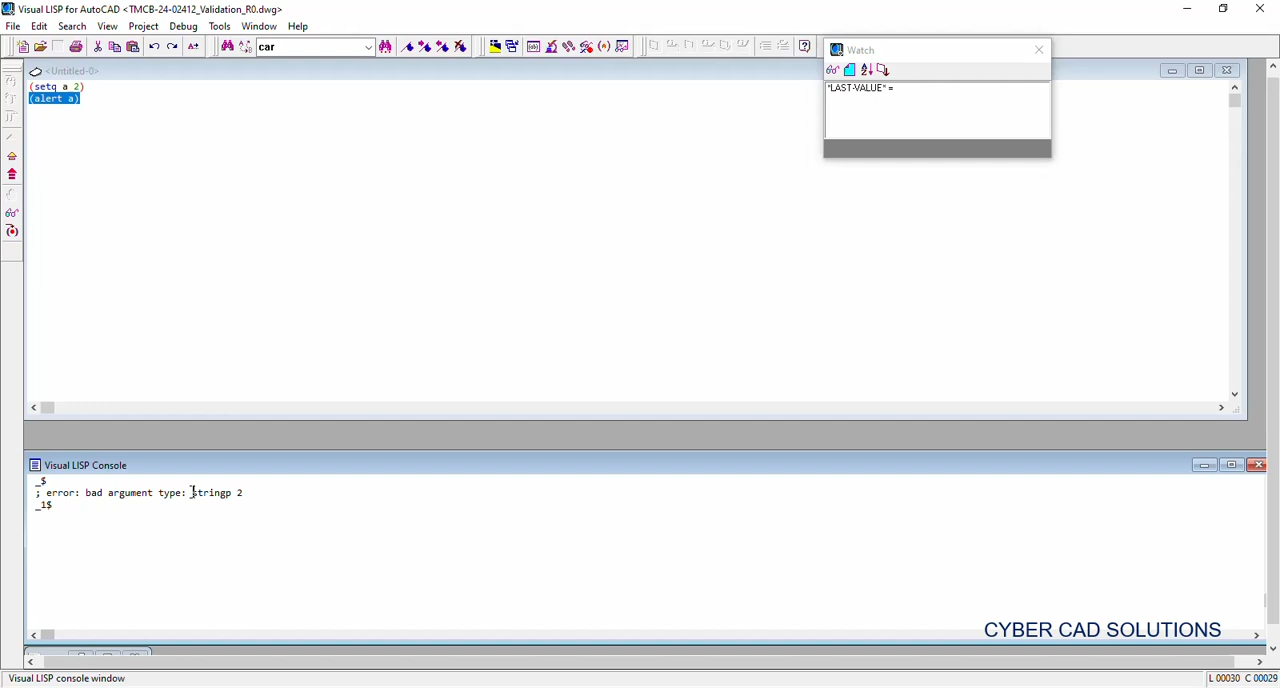 Visual LISP for AutoCAD <TMCB-24-02412_Validation_R0.dwg>
File Edit Search View Project Debug Tools Window Help
car
Watch
<Untitled-0>
(setq a 2)
(alert a)
*LAST-VALUE* =
Visual LISP Console
_$
; error: bad argument type: stringp 2
_1$
CYBER CAD SOLUTIONS
Visual LISP console window
L 00030 C 00029